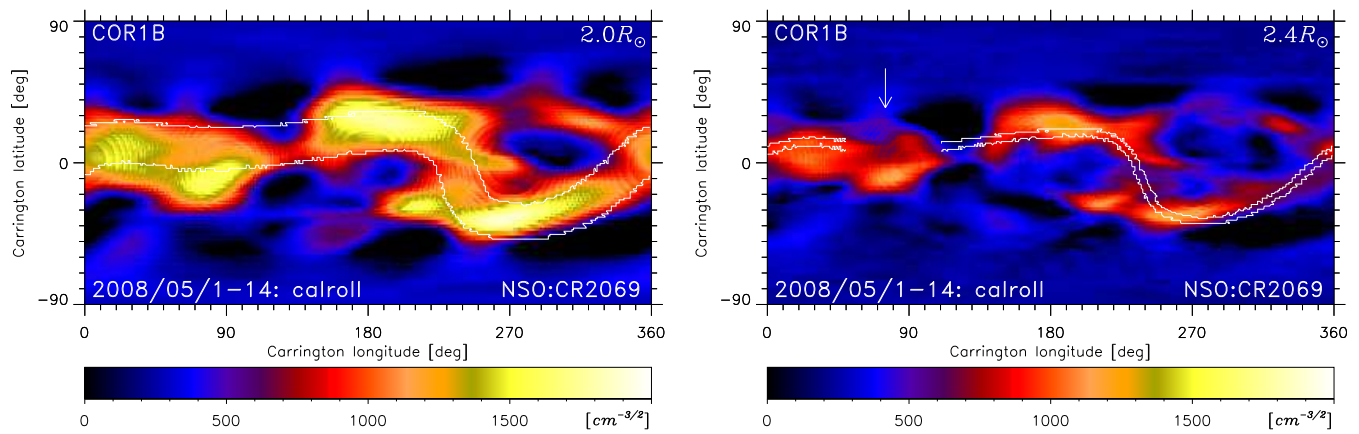 COR1B
2.0R☉
2008/05/1-14: calroll
NSO:CR2069
90
0
-90
Carrington latitude [deg]
0 90 180 270 360
Carrington longitude [deg]
0 500 1000 1500 [cm⁻³/²]
COR1B
2.4R☉
2008/05/1-14: calroll
NSO:CR2069
90
0
-90
Carrington latitude [deg]
0 90 180 270 360
Carrington longitude [deg]
0 500 1000 1500 [cm⁻³/²]